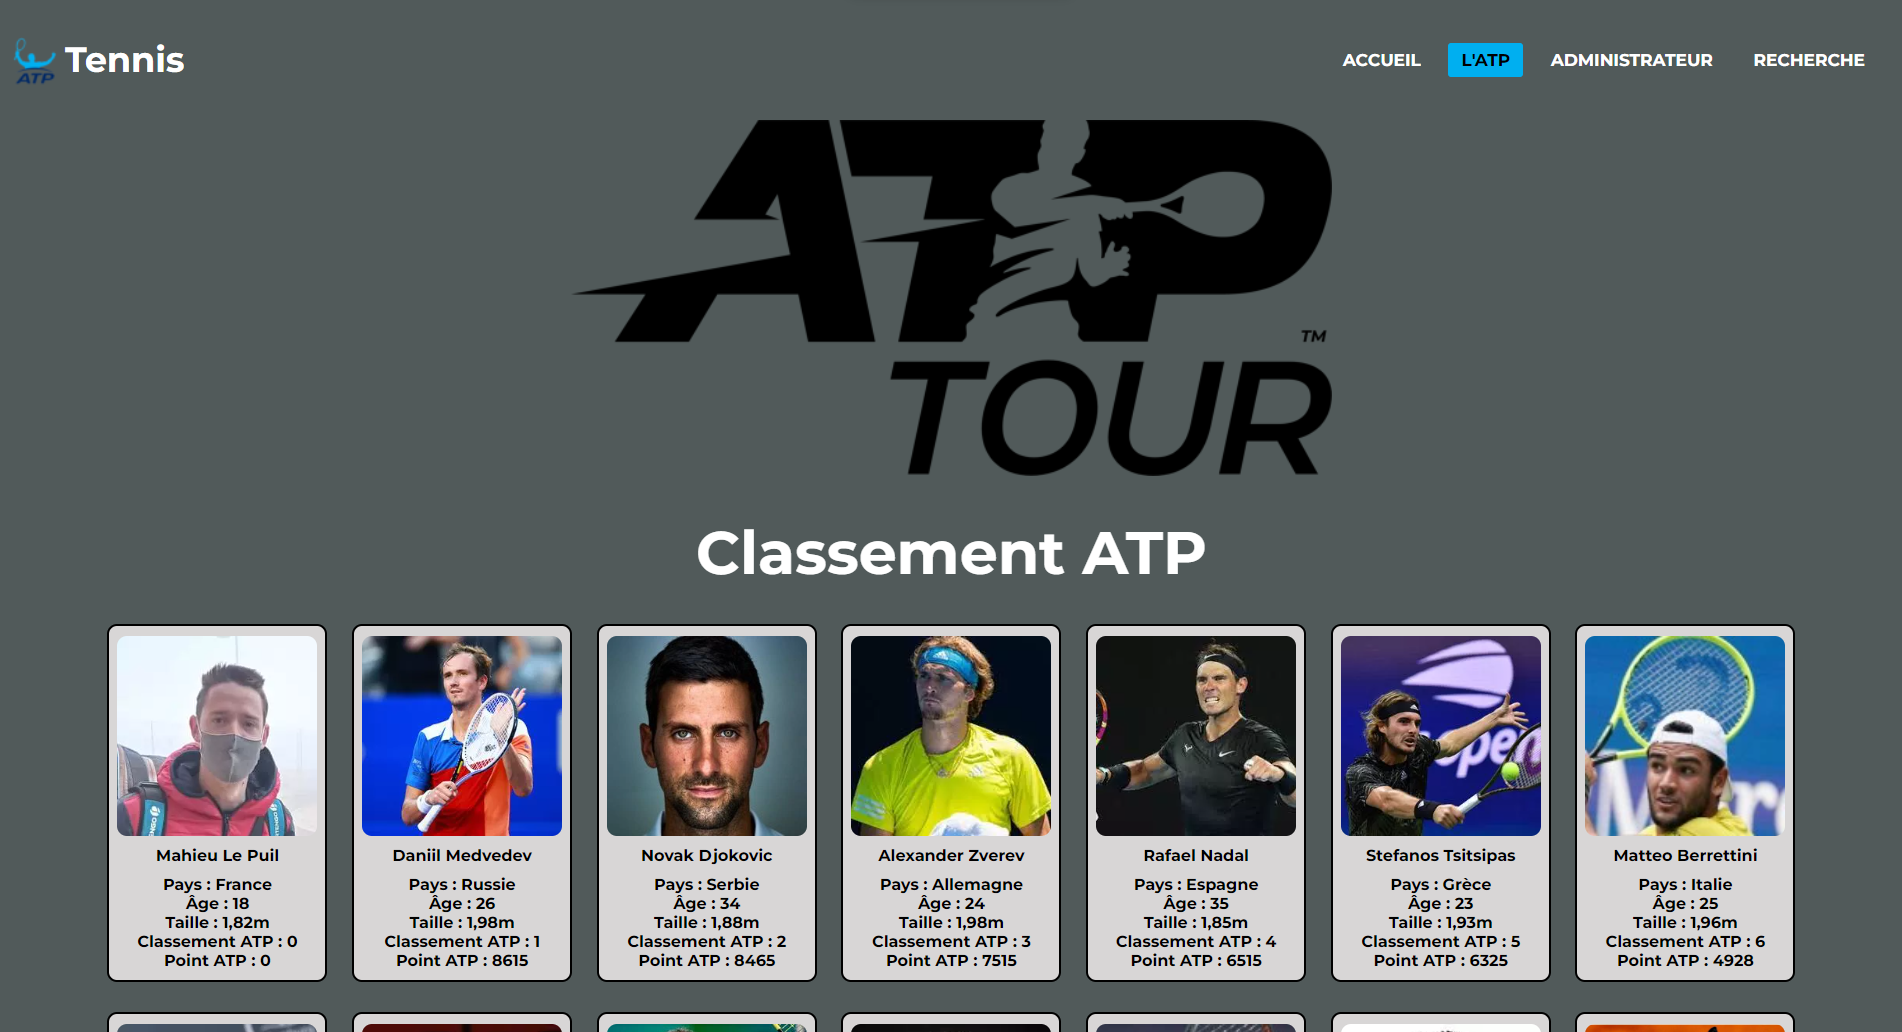 ATP
Tennis
ACCUEIL
L'ATP
ADMINISTRATEUR
RECHERCHE
ATP
TM
TOUR
Classement ATP
Mahieu Le Puil
Pays : France
Âge : 18
Taille : 1,82m
Classement ATP : 0
Point ATP : 0
Daniil Medvedev
Pays : Russie
Âge : 26
Taille : 1,98m
Classement ATP : 1
Point ATP : 8615
Novak Djokovic
Pays : Serbie
Âge : 34
Taille : 1,88m
Classement ATP : 2
Point ATP : 8465
Alexander Zverev
Pays : Allemagne
Âge : 24
Taille : 1,98m
Classement ATP : 3
Point ATP : 7515
Rafael Nadal
Pays : Espagne
Âge : 35
Taille : 1,85m
Classement ATP : 4
Point ATP : 6515
Stefanos Tsitsipas
Pays : Grèce
Âge : 23
Taille : 1,93m
Classement ATP : 5
Point ATP : 6325
Matteo Berrettini
Pays : Italie
Âge : 25
Taille : 1,96m
Classement ATP : 6
Point ATP : 4928